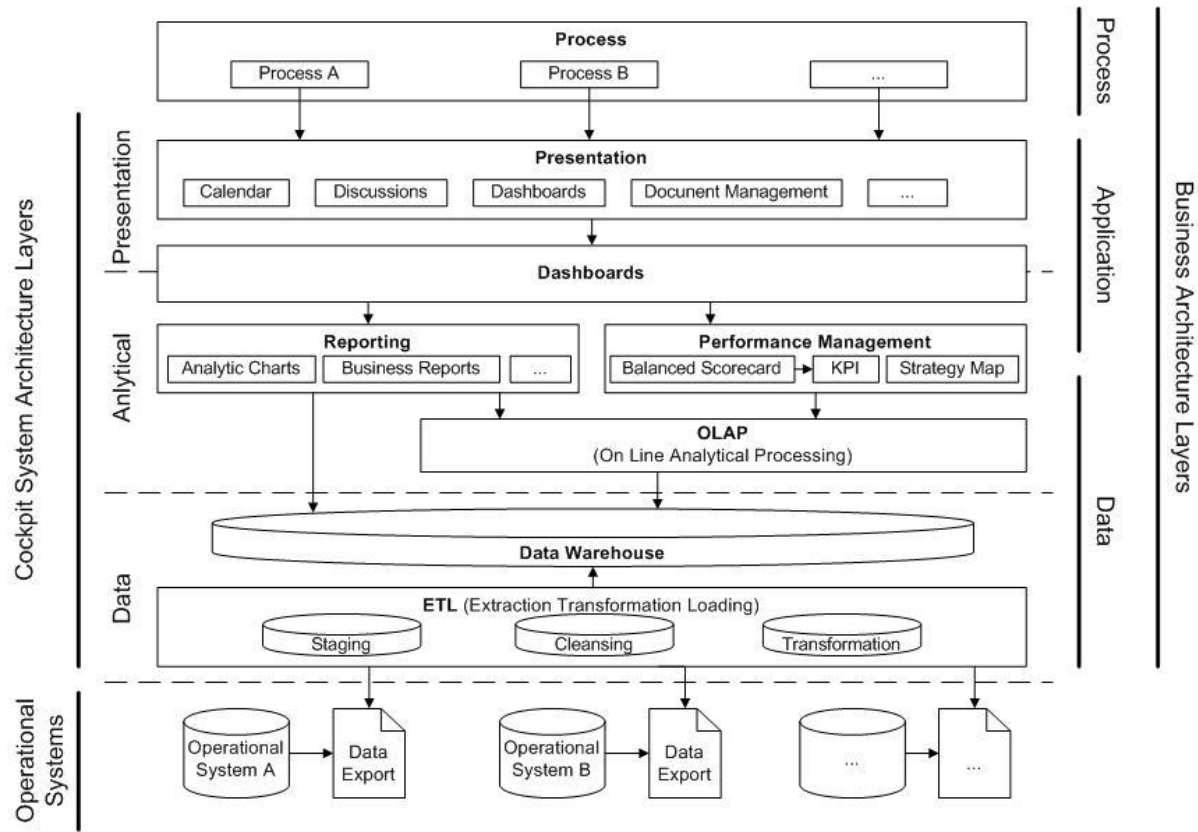 Process
Process A
Process B
...
Presentation
Calendar
Discussions
Dashboards
Document Management
...
Dashboards
Reporting
Analytic Charts
Business Reports
...
Performance Management
Balanced Scorecard
KPI
Strategy Map
OLAP
(On Line Analytical Processing)
Data Warehouse
ETL (Extraction Transformation Loading)
Staging
Cleansing
Transformation
Operational
System A
Data
Export
Operational
System B
Data
Export
...
...
Cockpit System Architecture Layers
Presentation
Anlytical
Data
Operational
Systems
Process
Application
Data
Business Architecture Layers